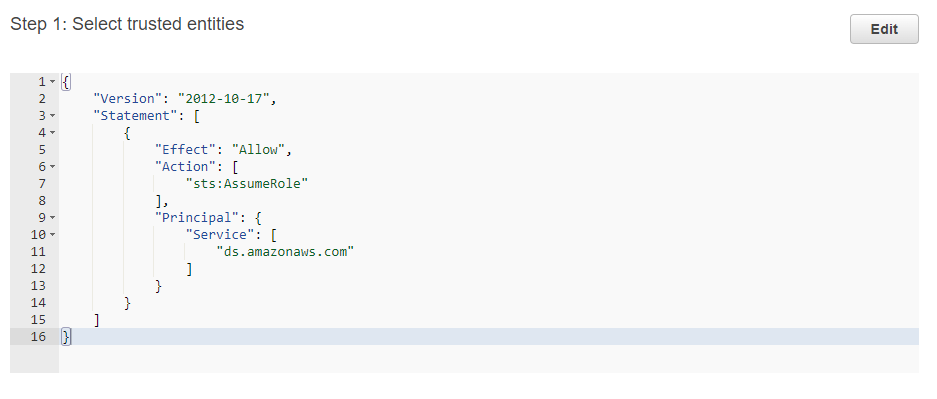 Step 1: Select trusted entities
Edit
1 {
2     "Version": "2012-10-17",
3     "Statement": [
4         {
5             "Effect": "Allow",
6             "Action": [
7                 "sts:AssumeRole"
8             ],
9             "Principal": {
10                 "Service": [
11                     "ds.amazonaws.com"
12                 ]
13             }
14         }
15     ]
16 }